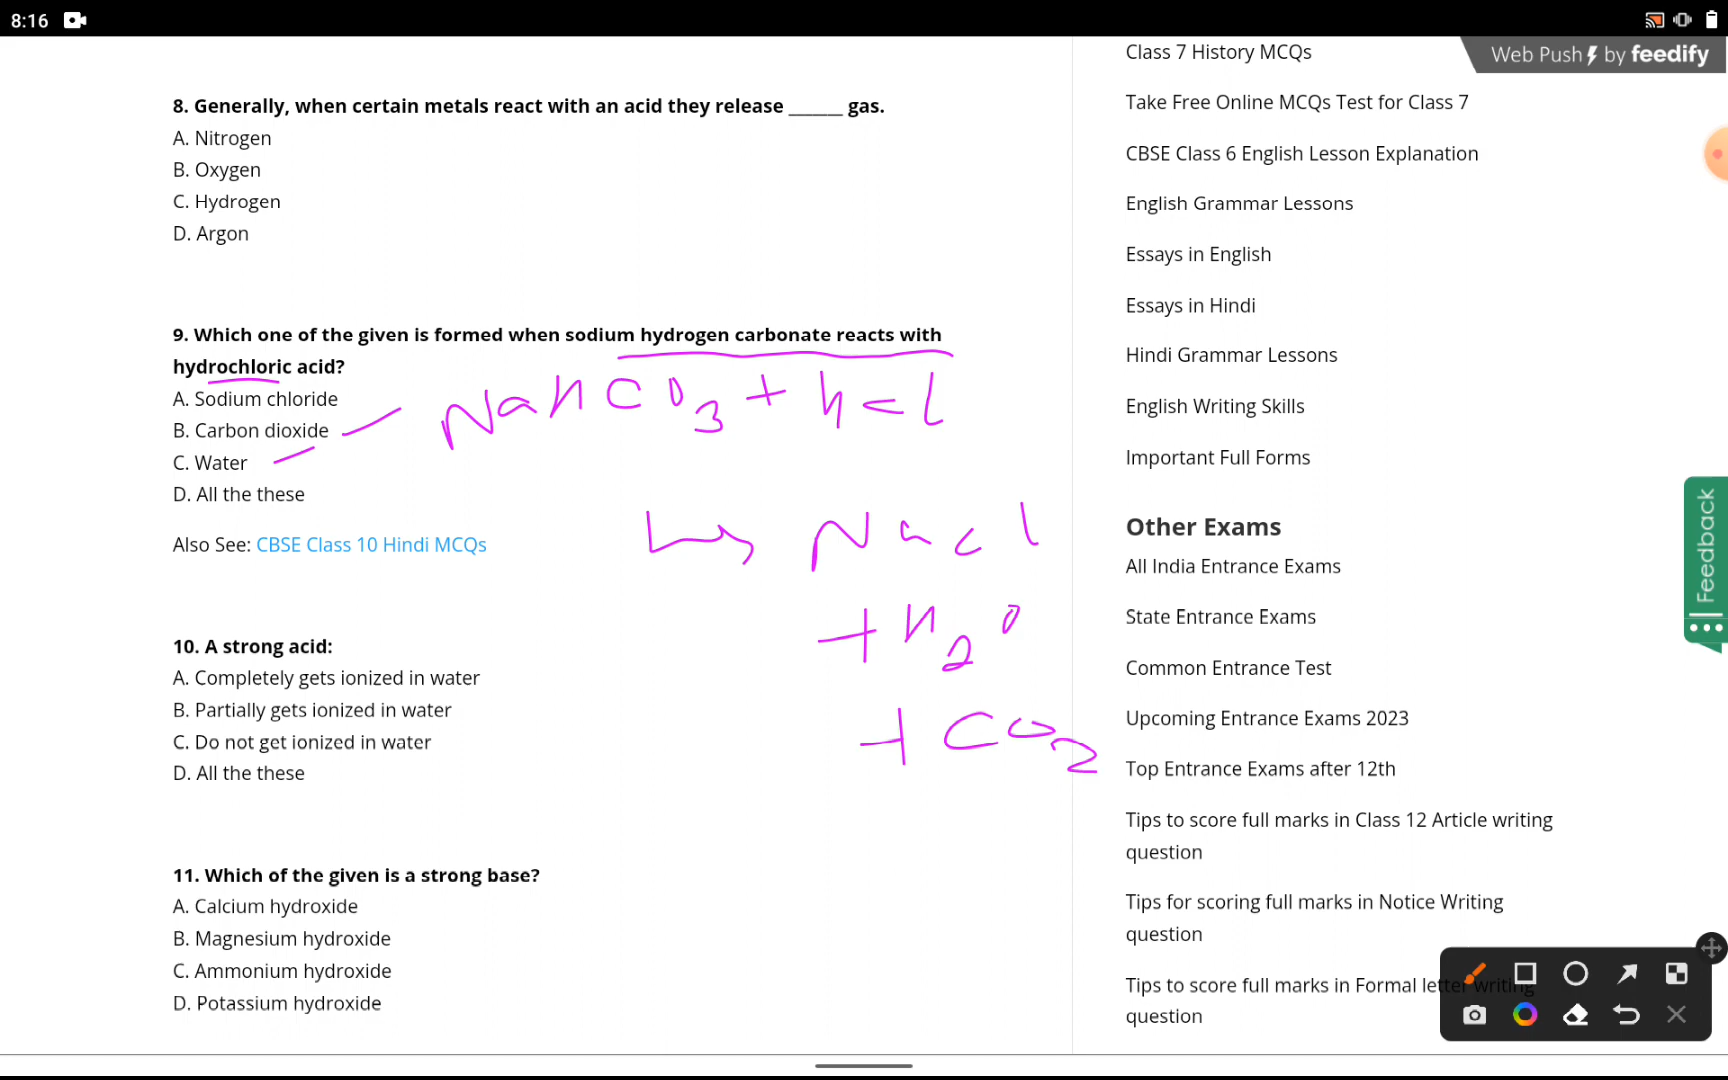 8:16
Web Push by feedify
8. Generally, when certain metals react with an acid they release ______ gas.
A. Nitrogen
B. Oxygen
C. Hydrogen
D. Argon
9. Which one of the given is formed when sodium hydrogen carbonate reacts with
hydrochloric acid?
A. Sodium chloride
B. Carbon dioxide
C. Water
D. All the these
NaHCO3 + hcl
Nacl
+ H2O
+ CO2
Also See: CBSE Class 10 Hindi MCQs
10. A strong acid:
A. Completely gets ionized in water
B. Partially gets ionized in water
C. Do not get ionized in water
D. All the these
11. Which of the given is a strong base?
A. Calcium hydroxide
B. Magnesium hydroxide
C. Ammonium hydroxide
D. Potassium hydroxide
Class 7 History MCQs
Take Free Online MCQs Test for Class 7
CBSE Class 6 English Lesson Explanation
English Grammar Lessons
Essays in English
Essays in Hindi
Hindi Grammar Lessons
English Writing Skills
Important Full Forms
Other Exams
All India Entrance Exams
State Entrance Exams
Common Entrance Test
Upcoming Entrance Exams 2023
Top Entrance Exams after 12th
Tips to score full marks in Class 12 Article writing
question
Tips for scoring full marks in Notice Writing
question
Tips to score full marks in Formal letter writing
question
Feedback